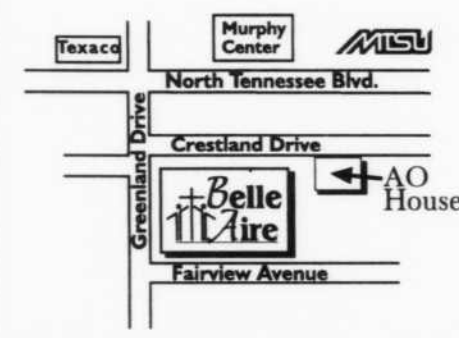 Texaco
Murphy
Center
MTSU
North Tennessee Blvd.
Greenland Drive
Crestland Drive
Belle
Aire
AO
House
Fairview Avenue